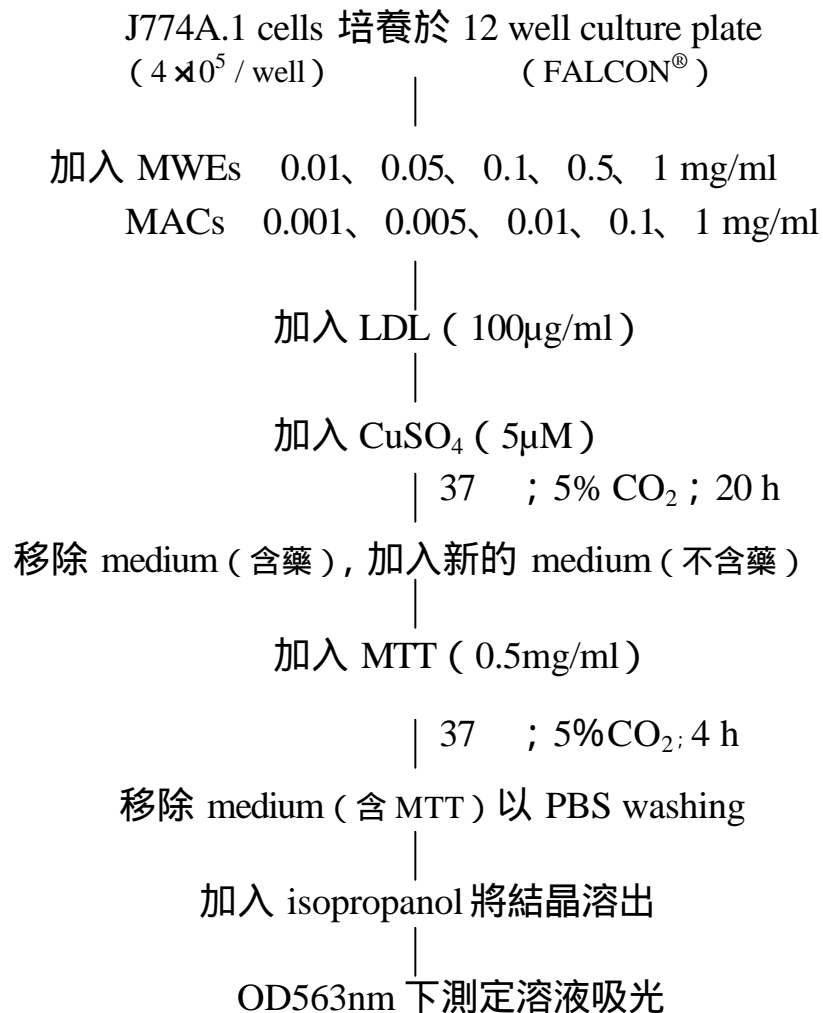 J774A.1 cells 培養於 12 well culture plate
（4×10⁵ / well） （FALCON®）
加入 MWEs 0.01、0.05、0.1、0.5、1 mg/ml
MACs 0.001、0.005、0.01、0.1、1 mg/ml
加入 LDL（100μg/ml）
加入 CuSO₄（5μM）
37 ；5% CO₂；20 h
移除 medium（含藥）, 加入新的 medium（不含藥）
加入 MTT（0.5mg/ml）
37 ；5%CO₂; 4 h
移除 medium（含 MTT）以 PBS washing
加入 isopropanol 將結晶溶出
OD563nm 下測定溶液吸光